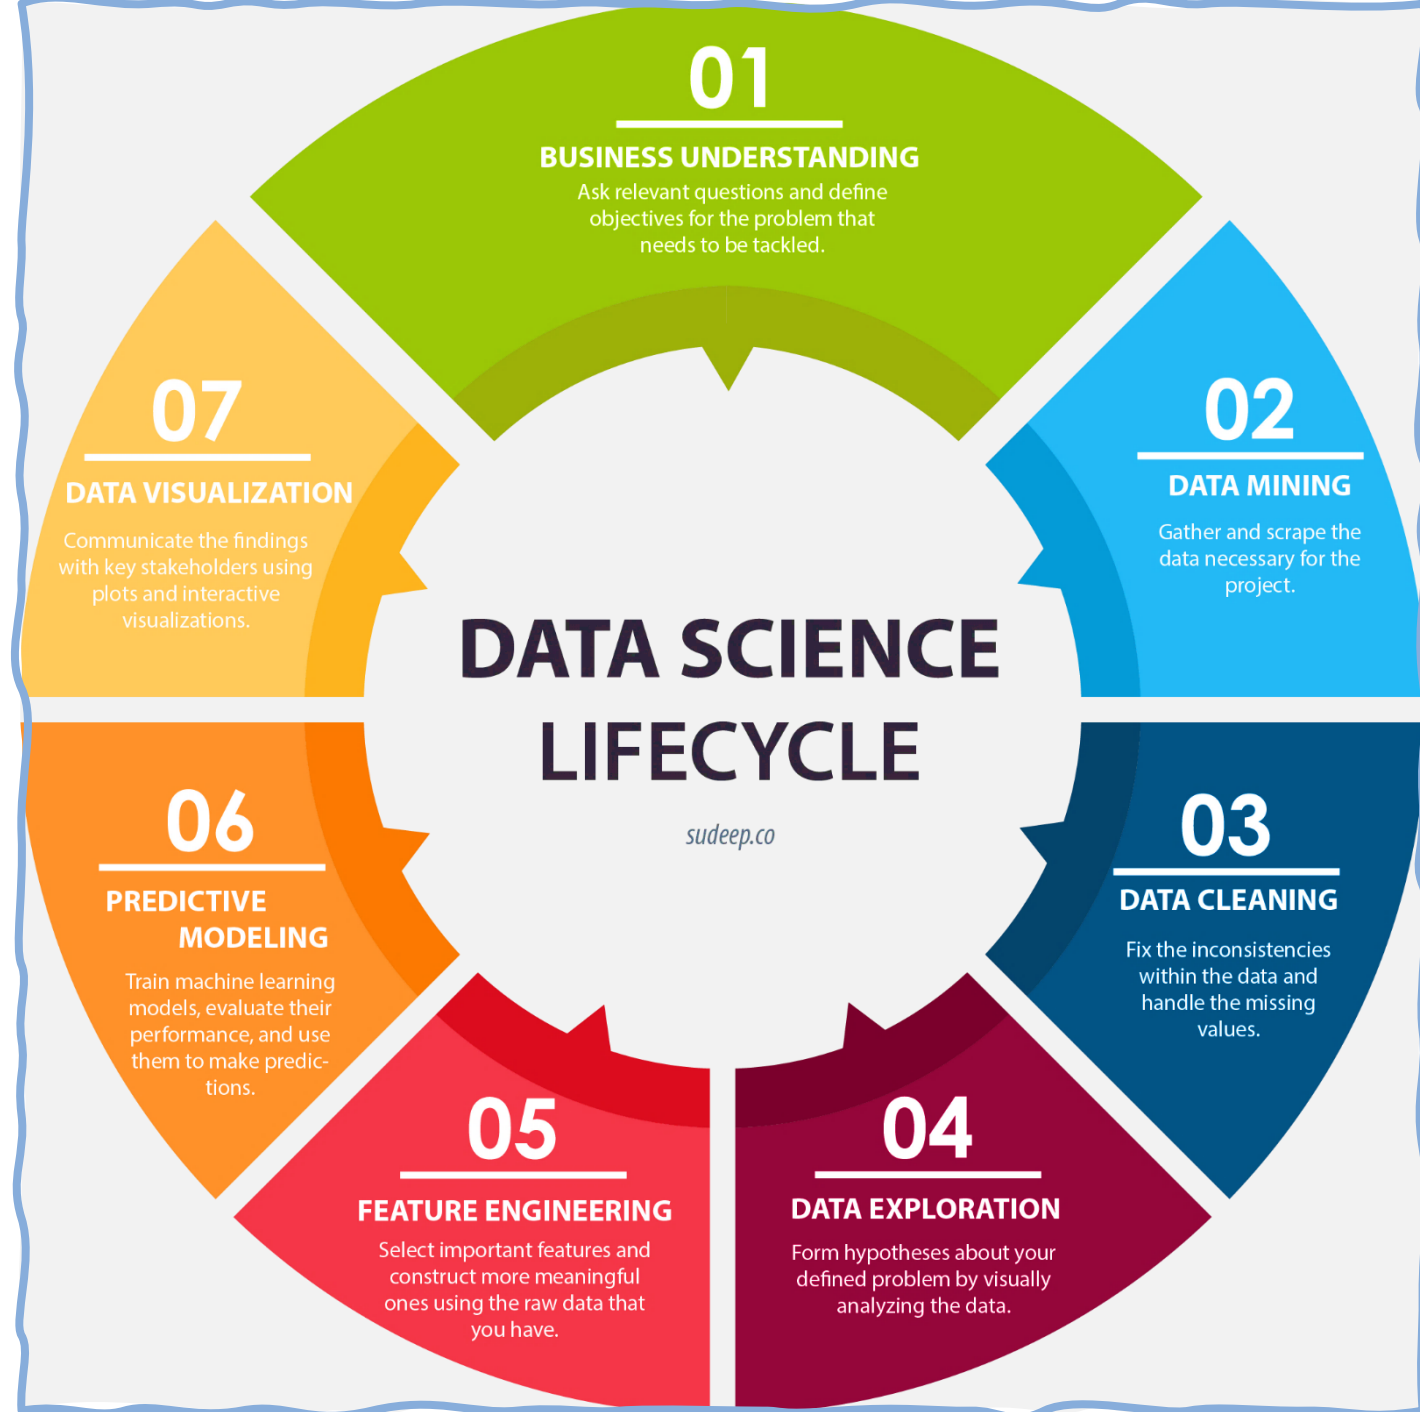 01
BUSINESS UNDERSTANDING
Ask relevant questions and define
objectives for the problem that
needs to be tackled.
02
DATA MINING
Gather and scrape the
data necessary for the
project.
03
DATA CLEANING
Fix the inconsistencies
within the data and
handle the missing
values.
04
DATA EXPLORATION
Form hypotheses about your
defined problem by visually
analyzing the data.
05
FEATURE ENGINEERING
Select important features and
construct more meaningful
ones using the raw data that
you have.
06
PREDICTIVE
MODELING
Train machine learning
models, evaluate their
performance, and use
them to make predic-
tions.
07
DATA VISUALIZATION
Communicate the findings
with key stakeholders using
plots and interactive
visualizations.
DATA SCIENCE
LIFECYCLE
sudeep.co